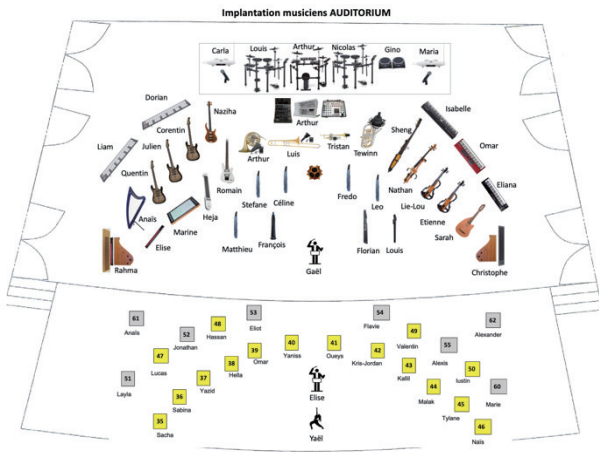 Implantation musiciens AUDITORIUM
Carla
Louis
Arthur
Nicolas
Gino
Maria
Dorian
Naziha
Arthur
Isabelle
Liam
Julien
Corentin
Arthur
Luis
Tristan
Tewinn
Sheng
Omar
Quentin
Romain
Stefane
Céline
Fredo
Leo
Nathan
Lie-Lou
Eliana
Anaïs
Marine
Heja
Etienne
Elise
Matthieu
François
Gaël
Florian
Louis
Sarah
Rahma
Christophe
61
Anaïs
52
Jonathan
48
Hassan
53
Eliot
54
Flavie
49
Valentin
62
Alexander
47
Lucas
38
Hella
39
Omar
40
Yaniss
41
Oueys
42
Kris-Jordan
55
Alexis
51
Layla
37
Yazid
43
Kallil
50
Iustin
36
Sabina
Elise
44
Malak
60
Marie
35
Sacha
Yaël
45
Tylane
46
Naïs